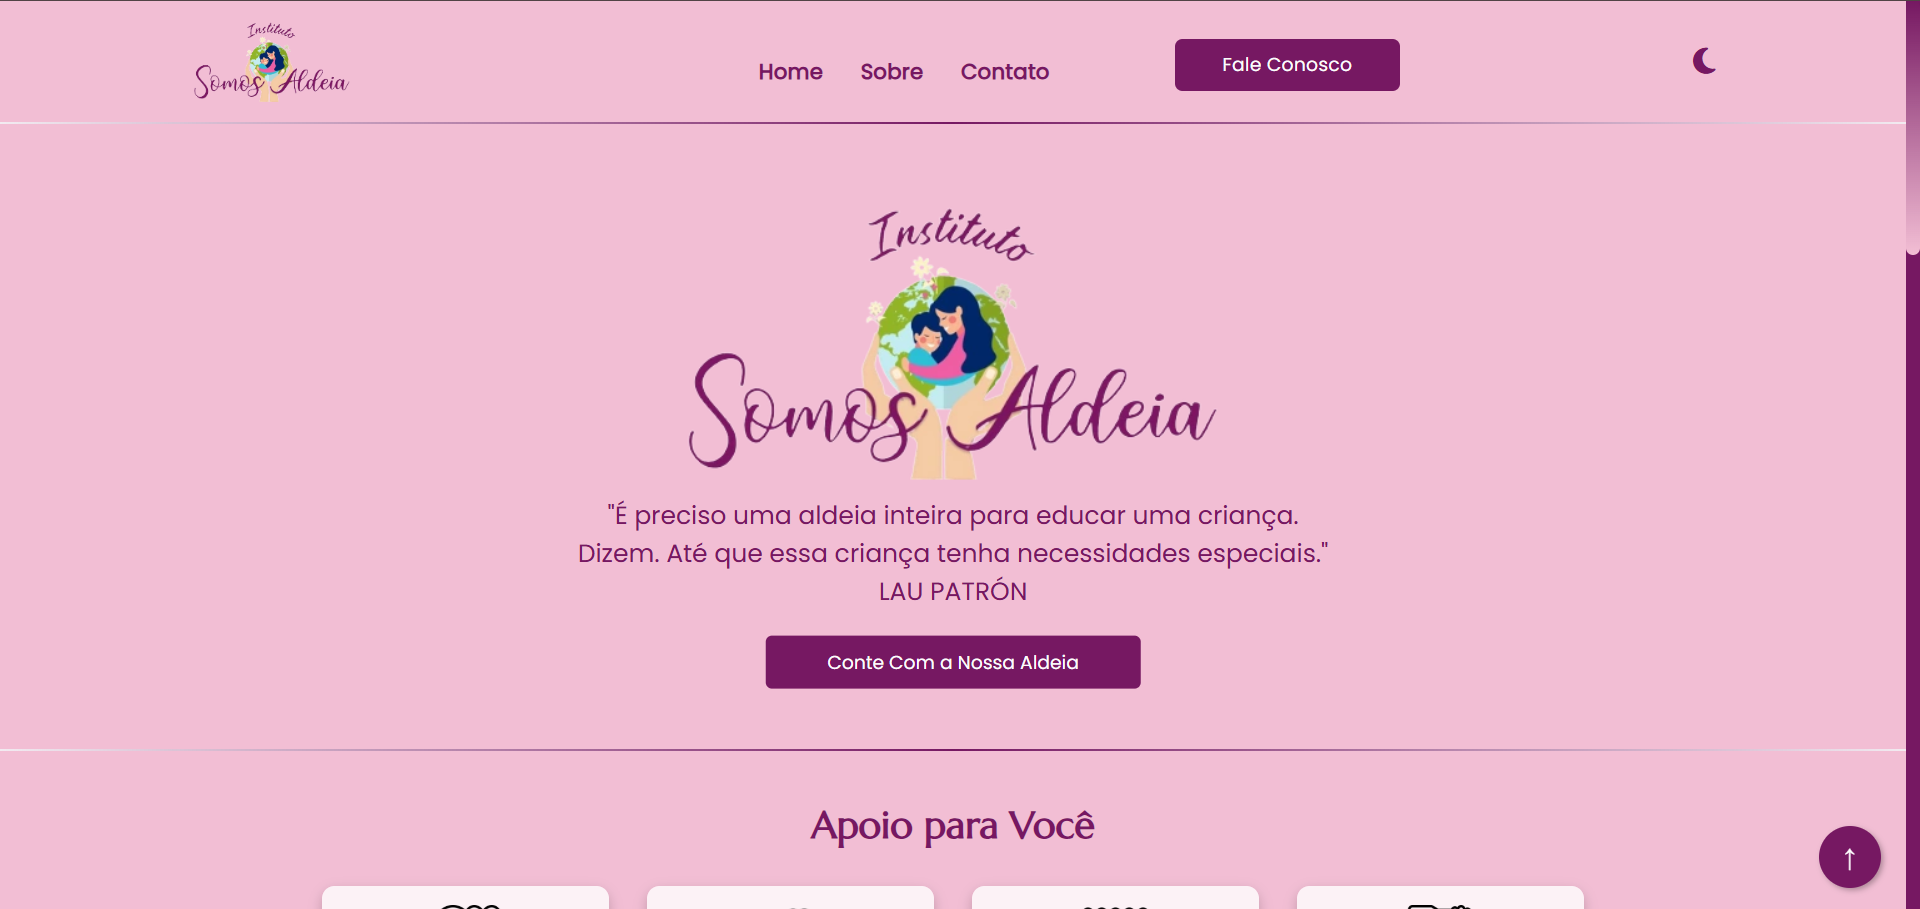 Instituto
Somos Aldeia
Home
Sobre
Contato
Fale Conosco
Instituto
Somos Aldeia
"É preciso uma aldeia inteira para educar uma criança.
Dizem. Até que essa criança tenha necessidades especiais."
LAU PATRÓN
Conte Com a Nossa Aldeia
Apoio para Você
↑